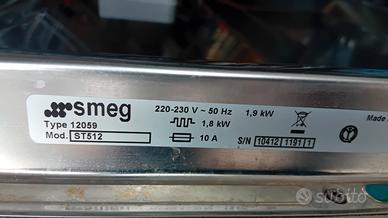 smeg
220-230 V ~ 50 Hz 1,9 kW
Made
Type 12059
1,8 kW
Mod. ST512
10 A
S/N 10412 1191 1
subito